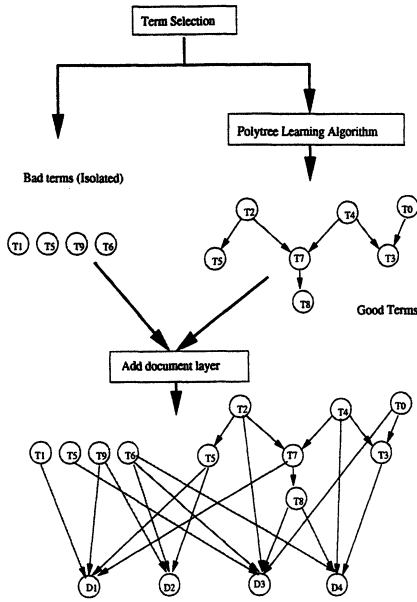 Term Selection
Polytree Learning Algorithm
Bad terms (Isolated)
T2 T4 T0
T1 T5 T9 T6
T5 T7 T3
T8
Good Terms
Add document layer
T2 T4 T0
T1 T5 T9 T6 T5 T7 T3
T8
D1 D2 D3 D4